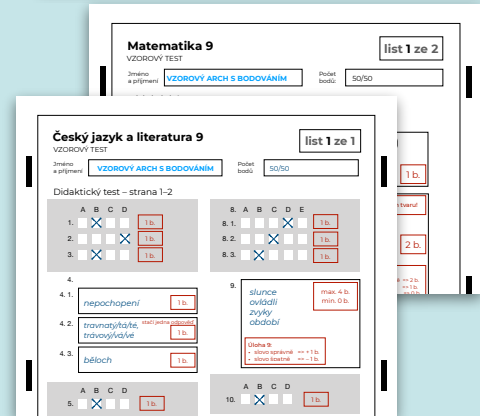 Matematika 9
VZOROVÝ TEST
list 1 ze 2
Jméno
a příjmení
VZOROVÝ ARCH S BODOVÁNÍM
Počet
bodů:
50/50
1 b.
tvaru!
2 b.
Český jazyk a literatura 9
VZOROVÝ TEST
list 1 ze 1
Jméno
a příjmení
VZOROVÝ ARCH S BODOVÁNÍM
Počet
bodů
50/50
Didaktický test – strana 1–2
A B C D
1. 1 b.
2. 1 b.
3. 1 b.
4.
4. 1. nepochopení 1 b.
4. 2. travnatý/tá/té, stačí jedna odpověď
trávový/vá/vé 1 b.
4. 3. běloch 1 b.
A B C D
5. 1 b.
8. A B C D E
8. 1. 1 b.
8. 2. 1 b.
8. 3. 1 b.
9.
slunce
ovládli
zvyky
období
max. 4 b.
min. 0 b.
Úloha 9:
• slovo správně => + 1 b.
• slovo špatně => – 1 b.
A B C D
10. 1 b.